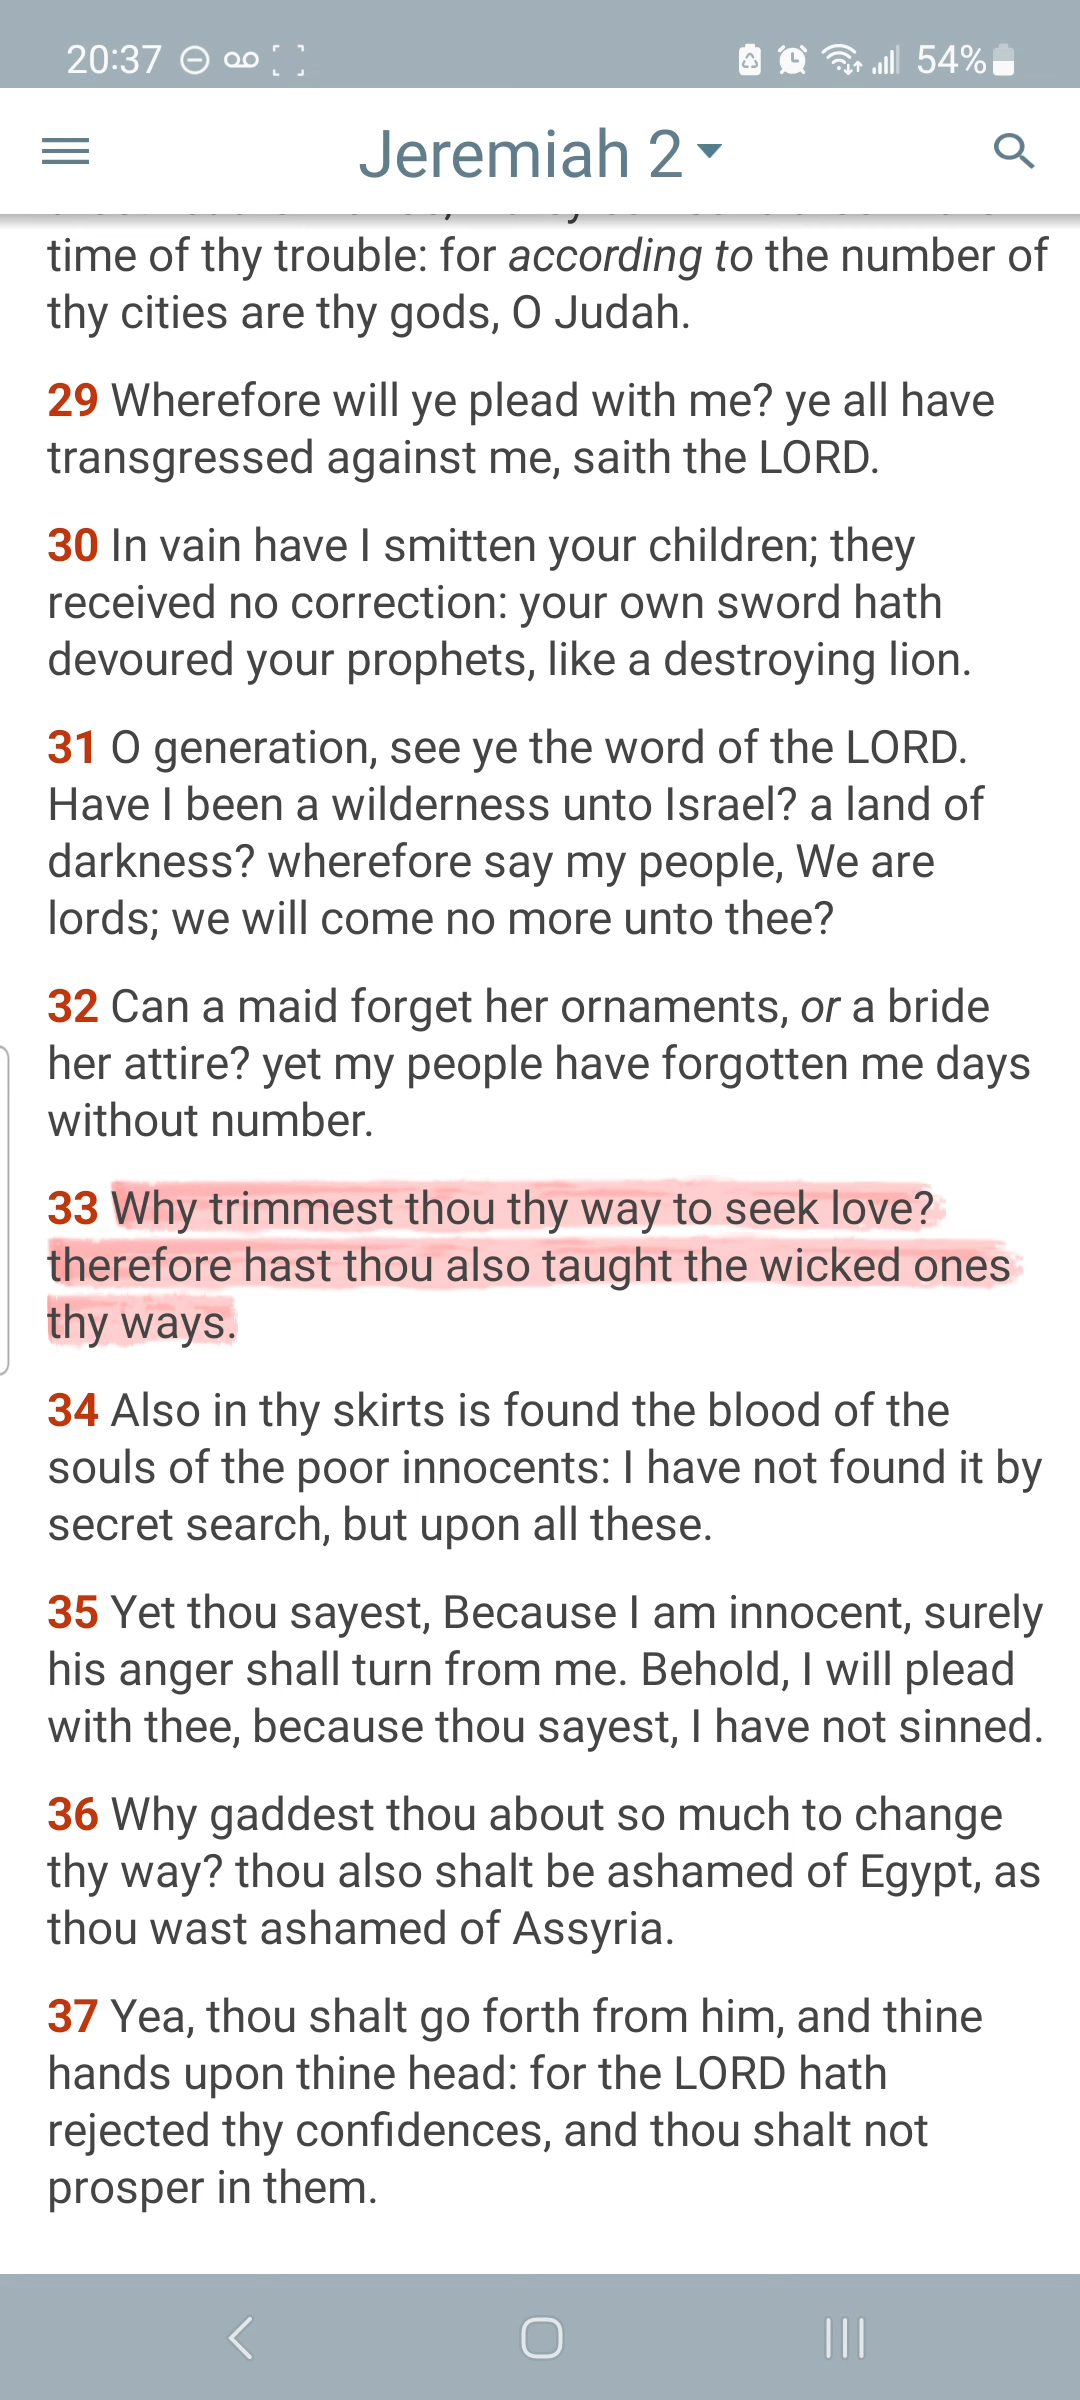 20:37
54%
Jeremiah 2
time of thy trouble: for according to the number of
thy cities are thy gods, O Judah.
29 Wherefore will ye plead with me? ye all have
transgressed against me, saith the LORD.
30 In vain have I smitten your children; they
received no correction: your own sword hath
devoured your prophets, like a destroying lion.
31 O generation, see ye the word of the LORD.
Have I been a wilderness unto Israel? a land of
darkness? wherefore say my people, We are
lords; we will come no more unto thee?
32 Can a maid forget her ornaments, or a bride
her attire? yet my people have forgotten me days
without number.
33 Why trimmest thou thy way to seek love?
therefore hast thou also taught the wicked ones
thy ways.
34 Also in thy skirts is found the blood of the
souls of the poor innocents: I have not found it by
secret search, but upon all these.
35 Yet thou sayest, Because I am innocent, surely
his anger shall turn from me. Behold, I will plead
with thee, because thou sayest, I have not sinned.
36 Why gaddest thou about so much to change
thy way? thou also shalt be ashamed of Egypt, as
thou wast ashamed of Assyria.
37 Yea, thou shalt go forth from him, and thine
hands upon thine head: for the LORD hath
rejected thy confidences, and thou shalt not
prosper in them.